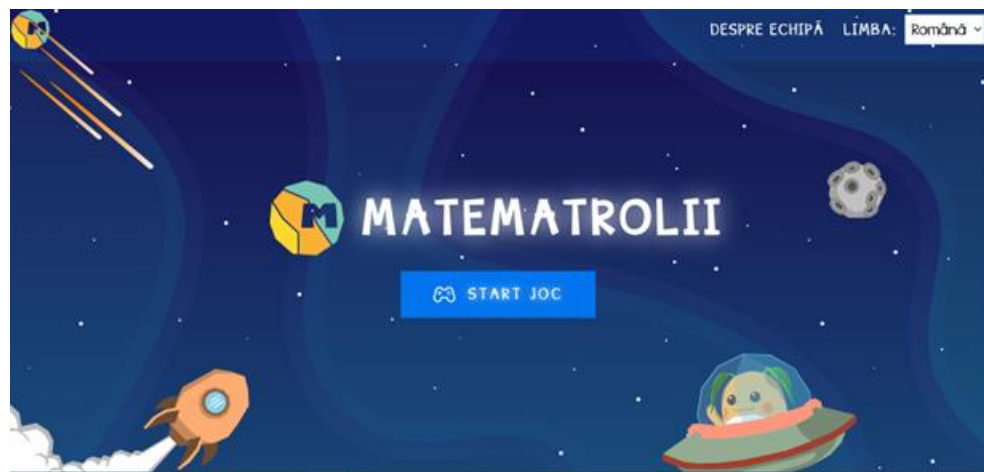 M
DESPRE ECHIPĂ LIMBA: Română
M MATEMATROLII
START JOC